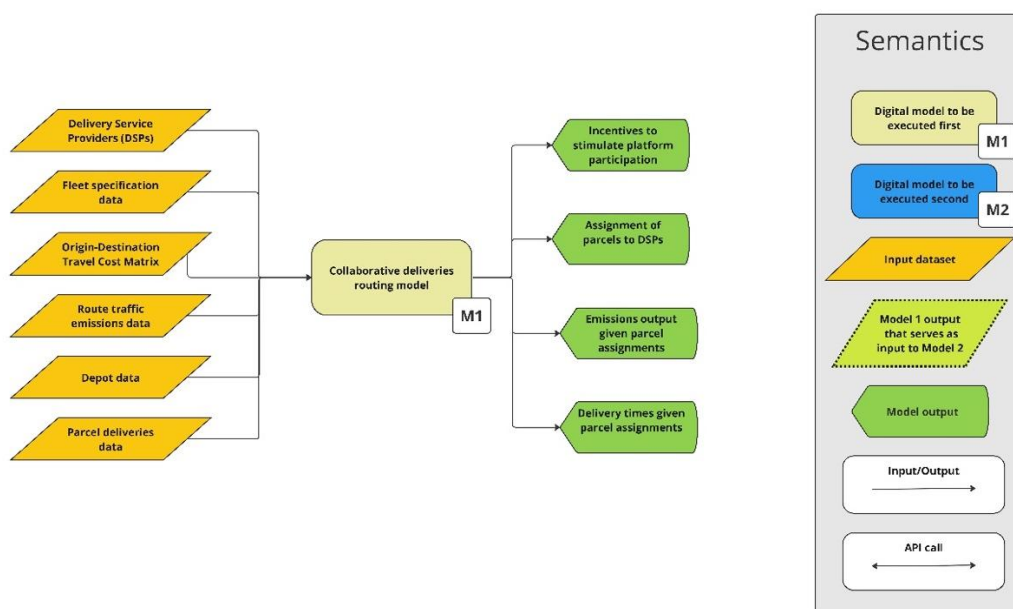 Delivery Service
Providers (DSPs)
Fleet specification
data
Origin-Destination
Travel Cost Matrix
Route traffic
emissions data
Depot data
Parcel deliveries
data
Collaborative deliveries
routing model
M1
Incentives to
stimulate platform
participation
Assignment of
parcels to DSPs
Emissions output
given parcel
assignments
Delivery times given
parcel assignments
Semantics
Digital model to be
executed first
M1
Digital model to be
executed second
M2
Input dataset
Model 1 output
that serves as
input to Model 2
Model output
Input/Output
API call